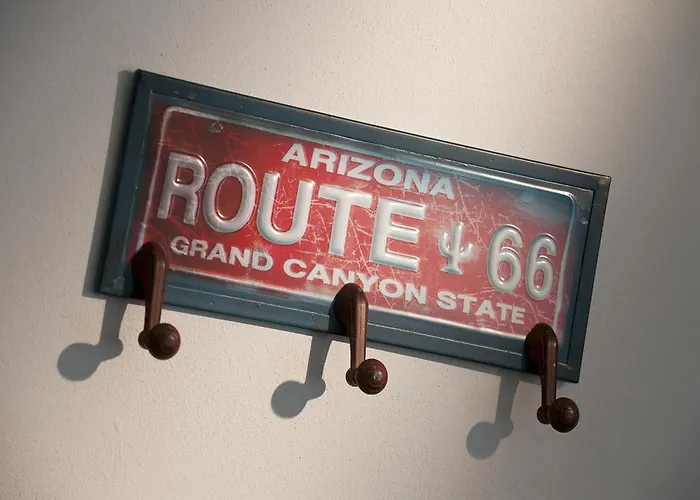 ARIZONA
ROUTE 66
GRAND CANYON STATE